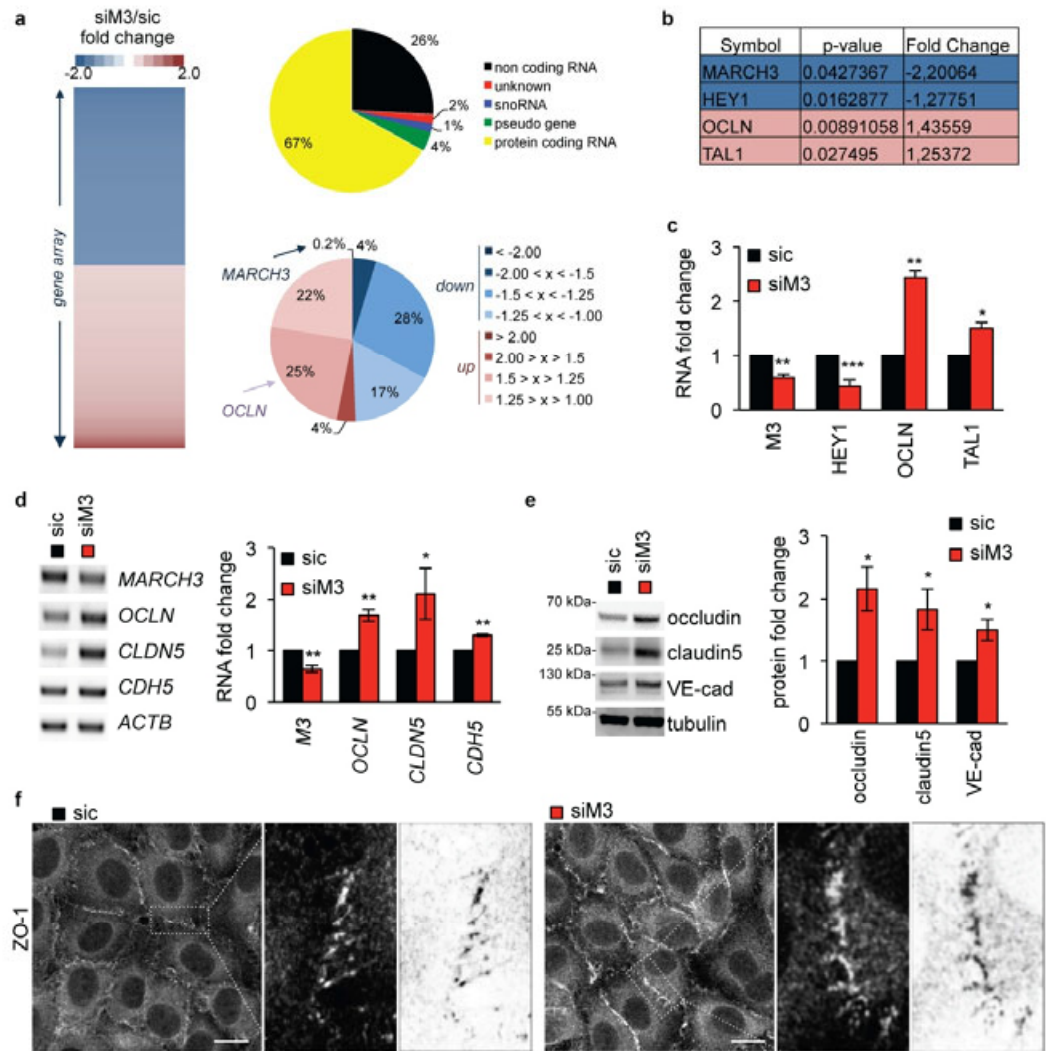 a
siM3/sic
fold change
-2.0
2.0
gene array
26%
2%
1%
4%
67%
non coding RNA
unknown
snoRNA
pseudo gene
protein coding RNA
MARCH3
OCLN
0.2%
4%
28%
17%
4%
25%
22%
down
< -2.00
-2.00 < x < -1.5
-1.5 < x < -1.25
-1.25 < x < -1.00
up
> 2.00
2.00 > x > 1.5
1.5 > x > 1.25
1.25 > x > 1.00
b
Symbol p-value Fold Change
MARCH3 0.0427367 -2,20064
HEY1 0.0162877 -1,27751
OCLN 0.00891058 1,43559
TAL1 0.027495 1,25372
c
RNA fold change
3
2
1
0
sic
siM3
**
***
**
*
M3
HEY1
OCLN
TAL1
d
sic
siM3
MARCH3
OCLN
CLDN5
CDH5
ACTB
RNA fold change
3
2
1
0
sic
siM3
**
**
*
**
M3
OCLN
CLDN5
CDH5
e
sic
siM3
70 kDa-
25 kDa-
130 kDa-
55 kDa-
occludin
claudin5
VE-cad
tubulin
protein fold change
3
2
1
0
sic
siM3
*
*
*
occludin
claudin5
VE-cad
f
sic
siM3
ZO-1